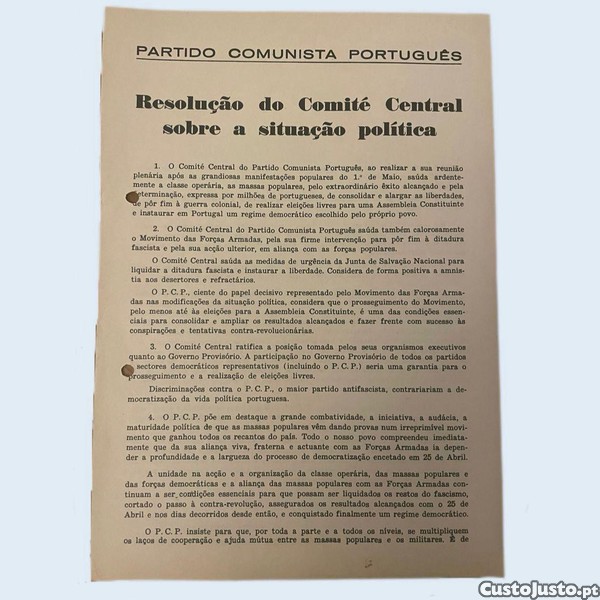 PARTIDO COMUNISTA PORTUGUÊS
Resolução do Comité Central
sobre a situação política
1. O Comité Central do Partido Comunista Português, ao realizar a sua reunião
plenária após as grandiosas manifestações populares do 1.º de Maio, saúda ardente-
mente a classe operária, as massas populares, pelo extraordinário êxito alcançado e pela
determinação, expressa por milhões de portugueses, de consolidar e alargar as liberdades,
de pôr fim à guerra colonial, de realizar eleições livres para uma Assembleia Constituinte
e instaurar em Portugal um regime democrático escolhido pelo próprio povo.
2. O Comité Central do Partido Comunista Português saúda também calorosamente
o Movimento das Forças Armadas, pela sua firme intervenção para pôr fim à ditadura
fascista e pela sua acção ulterior, em aliança com as forças populares.
O Comité Central saúda as medidas de urgência da Junta de Salvação Nacional para
liquidar a ditadura fascista e instaurar a liberdade. Considera de forma positiva a amnis-
tia aos desertores e refractários.
O P. C. P., ciente do papel decisivo representado pelo Movimento das Forças Arma-
das nas modificações da situação política, considera que o prosseguimento do Movimento,
pelo menos até às eleições para a Assembleia Constituinte, é uma das condições essen-
ciais para consolidar e ampliar os resultados alcançados e fazer frente com sucesso às
conspirações e tentativas contra-revolucionárias.
3. O Comité Central ratifica a posição tomada pelos seus organismos executivos
quanto ao Governo Provisório. A participação no Governo Provisório de todos os partidos
sectores democráticos representativos (incluindo o P. C. P.) seria uma garantia para o
prosseguimento e a realização de eleições livres.
Discriminações contra o P. C. P., o maior partido antifascista, contrariariam a de-
mocratização da vida política portuguesa.
4. O P. C. P. põe em destaque a grande combatividade, a iniciativa, a audácia, a
maturidade política de que as massas populares vêm dando provas num irreprimível movi-
mento que ganhou todos os recantos do país. Todo o nosso povo compreendeu imediata-
mente que da sua aliança viva, fraterna e actuante com as Forças Armadas ia depen-
der a profundidade e a largueza do processo de democratização encetado em 25 de Abril.
A unidade na acção e a organização da classe operária, das massas populares e
das forças democráticas e a aliança das massas populares com as Forças Armadas con-
tinuam a ser condições essenciais para que possam ser liquidados os restos do fascismo,
cortado o passo à contra-revolução, assegurados os resultados alcançados com o 25 de
Abril e nos dias decorridos desde então, e conquistado finalmente um regime democrático.
O P. C. P. insiste para que, por toda a parte e a todos os níveis, se multipliquem
os laços de cooperação e ajuda mútua entre as massas populares e os militares. É de
CustoJusto.pt